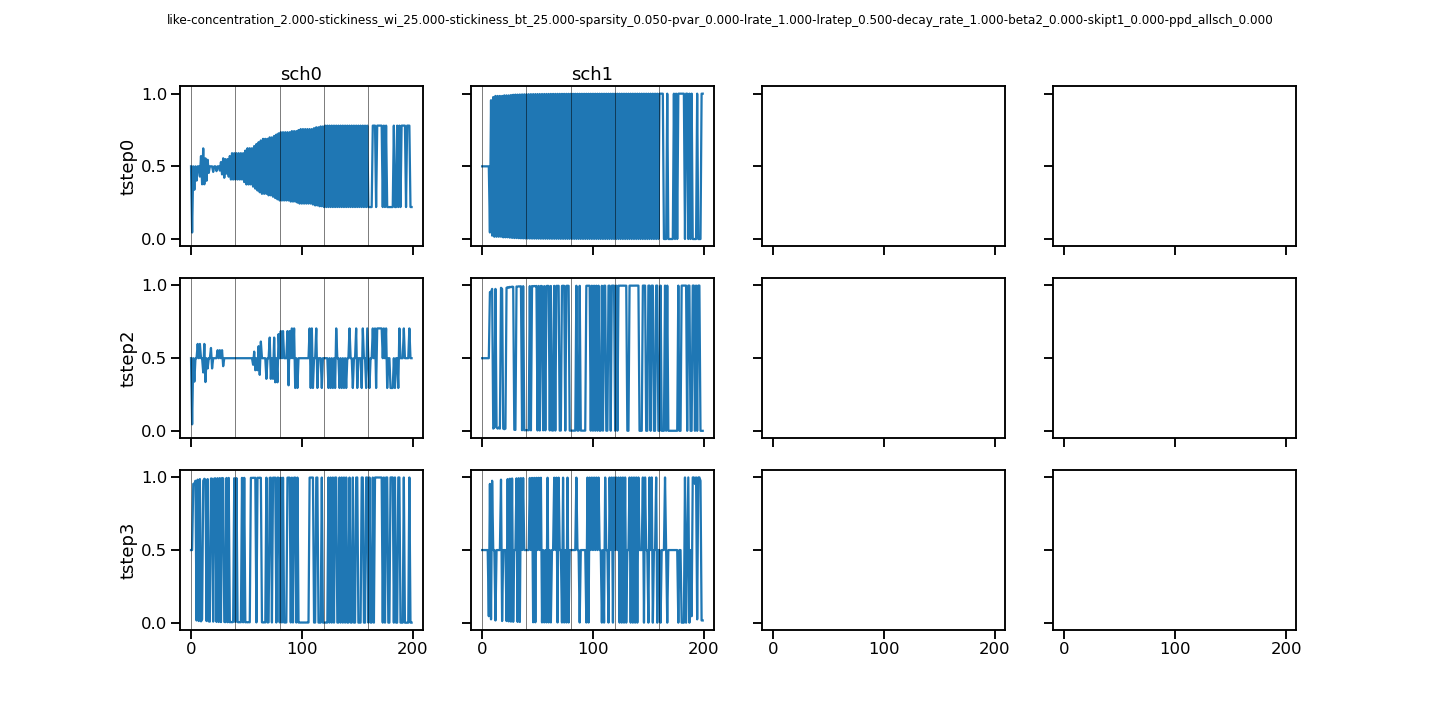 like-concentration_2.000-stickiness_wi_25.000-stickiness_bt_25.000-sparsity_0.050-pvar_0.000-lrate_1.000-lratep_0.500-decay_rate_1.000-beta2_0.000-skipt1_0.000-ppd_allsch_0.000
sch0 sch1
1.0
tstep0 0.5
0.0
1.0
tstep2 0.5
0.0
1.0
tstep3 0.5
0.0
0 100 200 0 100 200 0 100 200 0 100 200